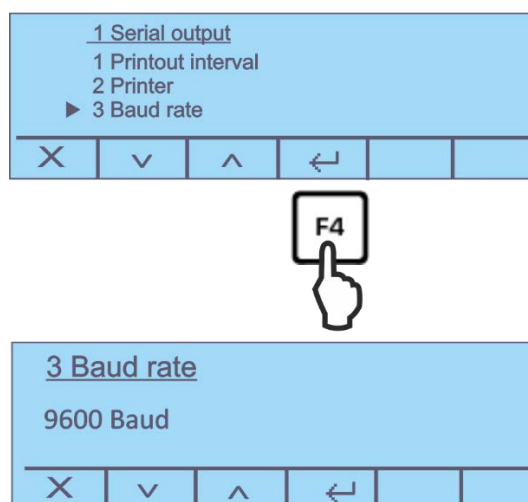 1 Serial output
1 Printout interval
2 Printer
► 3 Baud rate
F4
3 Baud rate
9600 Baud